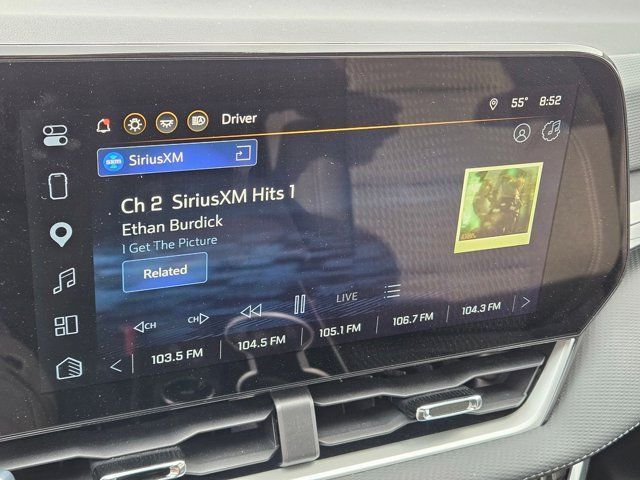 Driver
55° 8:52
SXM SiriusXM
Ch 2 SiriusXM Hits 1
Ethan Burdick
I Get The Picture
Related
CH CH LIVE
103.5 FM 104.5 FM 105.1 FM 106.7 FM 104.3 FM